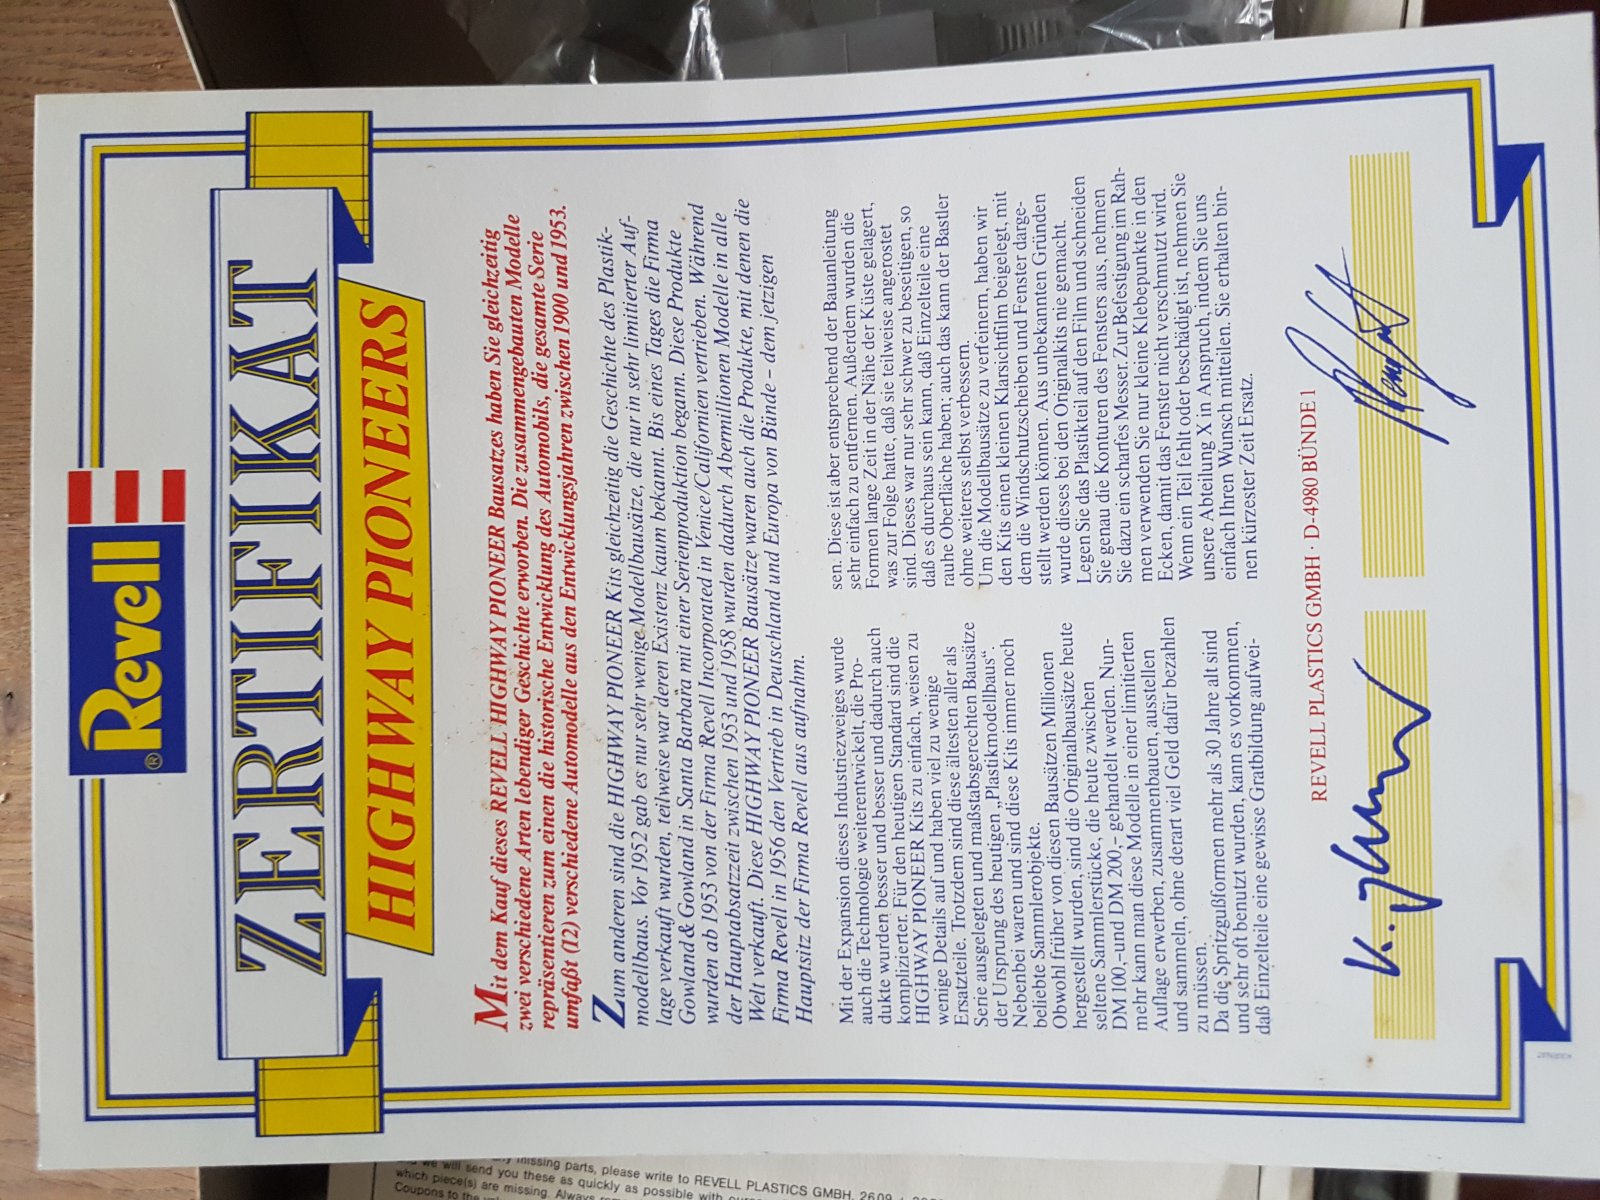 Revell
®
ZERTIFIKAT
HIGHWAY PIONEERS
Mit dem Kauf dieses REVELL HIGHWAY PIONEER Bausatzes haben Sie gleichzeitig
zwei verschiedene Arten lebendiger Geschichte erworben. Die zusammengebauten Modelle
repräsentieren zum einen die historische Entwicklung des Automobils, die gesamte Serie
umfaßt (12) verschiedene Automodelle aus den Entwicklungsjahren zwischen 1900 und 1953.
Zum anderen sind die HIGHWAY PIONEER Kits gleichzeitig die Geschichte des Plastik-
modellbaus. Vor 1952 gab es nur sehr wenige Modellbausätze, die nur in sehr limitierter Auf-
lage verkauft wurden, teilweise war deren Existenz kaum bekannt. Bis eines Tages die Firma
Gowland & Gowland in Santa Barbara mit einer Serienproduktion begann. Diese Produkte
wurden ab 1953 von der Firma Revell Incorporated in Venice/Californien vertrieben. Während
der Hauptabsatzzeit zwischen 1953 und 1958 wurden dadurch Abermillionen Modelle in alle
Welt verkauft. Diese HIGHWAY PIONEER Bausätze waren auch die Produkte, mit denen die
Firma Revell in 1956 den Vertrieb in Deutschland und Europa von Bünde – dem jetzigen
Hauptsitz der Firma Revell aus aufnahm.
Mit der Expansion dieses Industriezweiges wurde
auch die Technologie weiterentwickelt, die Pro-
dukte wurden besser und besser und dadurch auch
komplizierter. Für den heutigen Standard sind die
HIGHWAY PIONEER Kits zu einfach, weisen zu
wenige Details auf und haben viel zu wenige
Ersatzteile. Trotzdem sind diese ältesten aller als
Serie ausgelegten und maßstabsgerechten Bausätze
der Ursprung des heutigen „Plastikmodellbau“.
Nebenbei waren und sind diese Kits immer noch
beliebte Sammlerobjekte.
Obwohl früher von diesen Bausätzen Millionen
hergestellt wurden, sind die Originalbausätze heute
seltene Sammlerstücke, die heute zwischen
DM 100,– und DM 200,– gehandelt werden. Nun-
mehr kann man diese Modelle in einer limitierten
Auflage erwerben, zusammenbauen, ausstellen
und sammeln, ohne derart viel Geld dafür bezahlen
zu müssen.
Da die Spritzgußformen mehr als 30 Jahre alt sind
und sehr oft benutzt wurden, kann es vorkommen,
daß Einzelteile eine gewisse Gratbildung aufwei-
sen. Diese ist aber entsprechend der Bauanleitung
sehr einfach zu entfernen. Außerdem wurden die
Formen lange Zeit in der Nähe der Küste gelagert,
was zur Folge hatte, daß sie teilweise angerostet
sind. Dieses war nur sehr schwer zu beseitigen, so
daß es durchaus sein kann, daß Einzelteile eine
rauhe Oberfläche haben; auch das kann der Bastler
ohne weiteres selbst verbessern.
Um die Modellbausätze zu verfeinern, haben wir
den Kits einen kleinen Klarsichtfilm beigelegt, mit
dem die Windschutzscheiben und Fenster darge-
stellt werden können. Aus unbekannten Gründen
wurde dieses bei den Originalkits nie gemacht.
Legen Sie das Plastikteil auf den Film und schneiden
Sie genau die Konturen des Fensters aus, nehmen
Sie dazu ein scharfes Messer. Zur Befestigung im Rah-
men verwenden Sie nur kleine Klebepunkte in den
Ecken, damit das Fenster nicht verschmutzt wird.
Wenn ein Teil fehlt oder beschädigt ist, nehmen Sie
unsere Abteilung X in Anspruch, indem Sie uns
einfach Ihren Wunsch mitteilen. Sie erhalten bin-
nen kürzester Zeit Ersatz.
REVELL PLASTICS GMBH · D-4980 BÜNDE 1
missing parts, please write to REVELL PLASTICS GMBH,
we will send you these as quickly as possible with
which piece(s) are missing. Always
Coupons to the